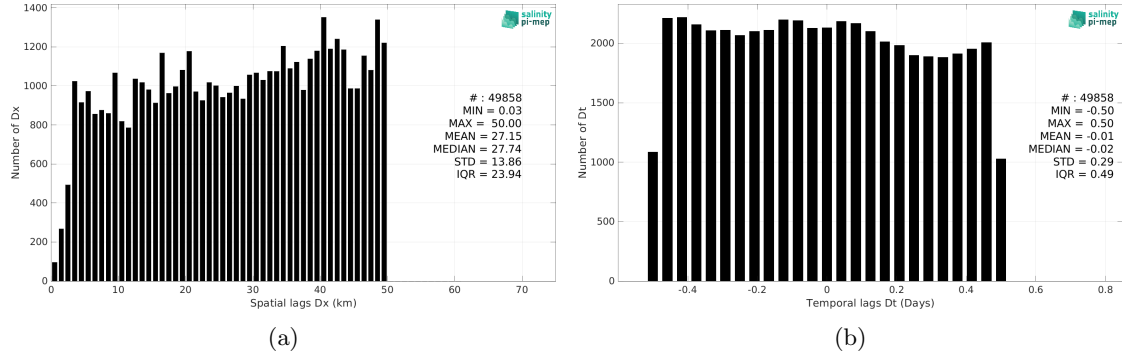 1400
1200
1000
800
600
400
200
0
Number of Dx
salinity
pi-mep
# : 49858
MIN = 0.03
MAX = 50.00
MEAN = 27.15
MEDIAN = 27.74
STD = 13.86
IQR = 23.94
0 10 20 30 40 50 60 70
Spatial lags Dx (km)
(a)
2000
1500
1000
500
0
Number of Dt
salinity
pi-mep
# : 49858
MIN = -0.50
MAX = 0.50
MEAN = -0.01
MEDIAN = -0.02
STD = 0.29
IQR = 0.49
-0.4 -0.2 0 0.2 0.4 0.6 0.8
Temporal lags Dt (Days)
(b)